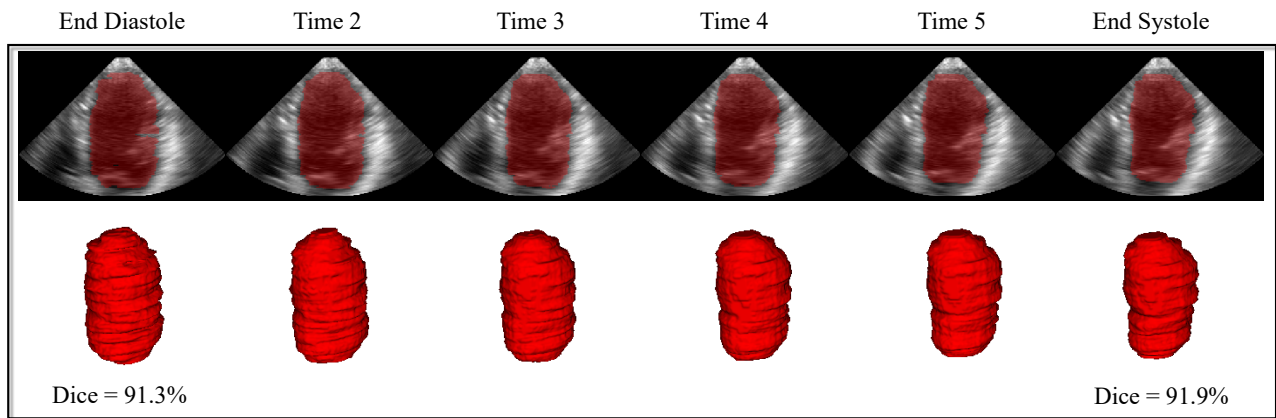 End Diastole Time 2 Time 3 Time 4 Time 5 End Systole
Dice = 91.3% Dice = 91.9%